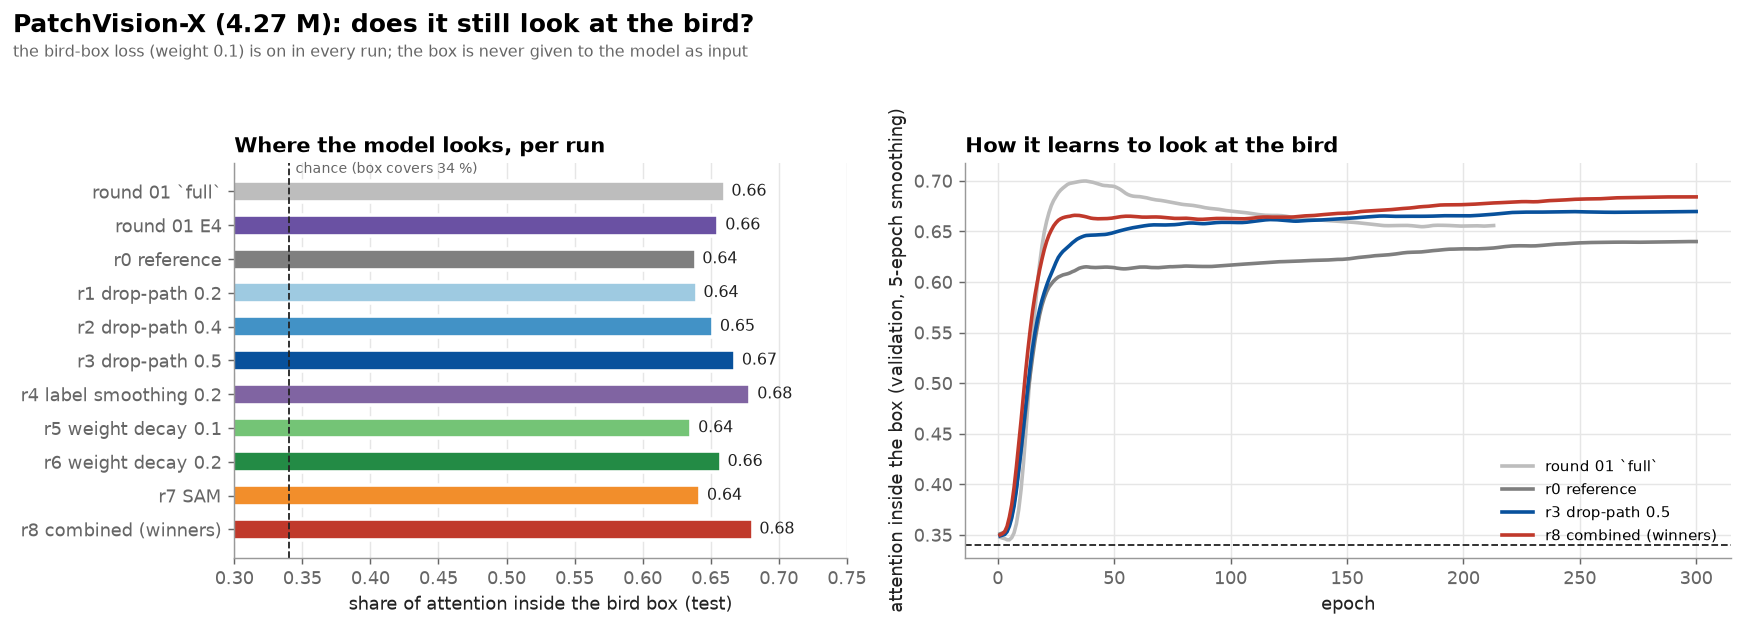 PatchVision-X (4.27 M): does it still look at the bird?
the bird-box loss (weight 0.1) is on in every run; the box is never given to the model as input
Where the model looks, per run
chance (box covers 34 %)
round 01 `full` 0.66
round 01 E4 0.66
r0 reference 0.64
r1 drop-path 0.2 0.64
r2 drop-path 0.4 0.65
r3 drop-path 0.5 0.67
r4 label smoothing 0.2 0.68
r5 weight decay 0.1 0.64
r6 weight decay 0.2 0.66
r7 SAM 0.64
r8 combined (winners) 0.68
0.30 0.35 0.40 0.45 0.50 0.55 0.60 0.65 0.70 0.75
share of attention inside the bird box (test)
How it learns to look at the bird
attention inside the box (validation, 5-epoch smoothing)
0.70
0.65
0.60
0.55
0.50
0.45
0.40
0.35
round 01 `full`
r0 reference
r3 drop-path 0.5
r8 combined (winners)
0 50 100 150 200 250 300
epoch